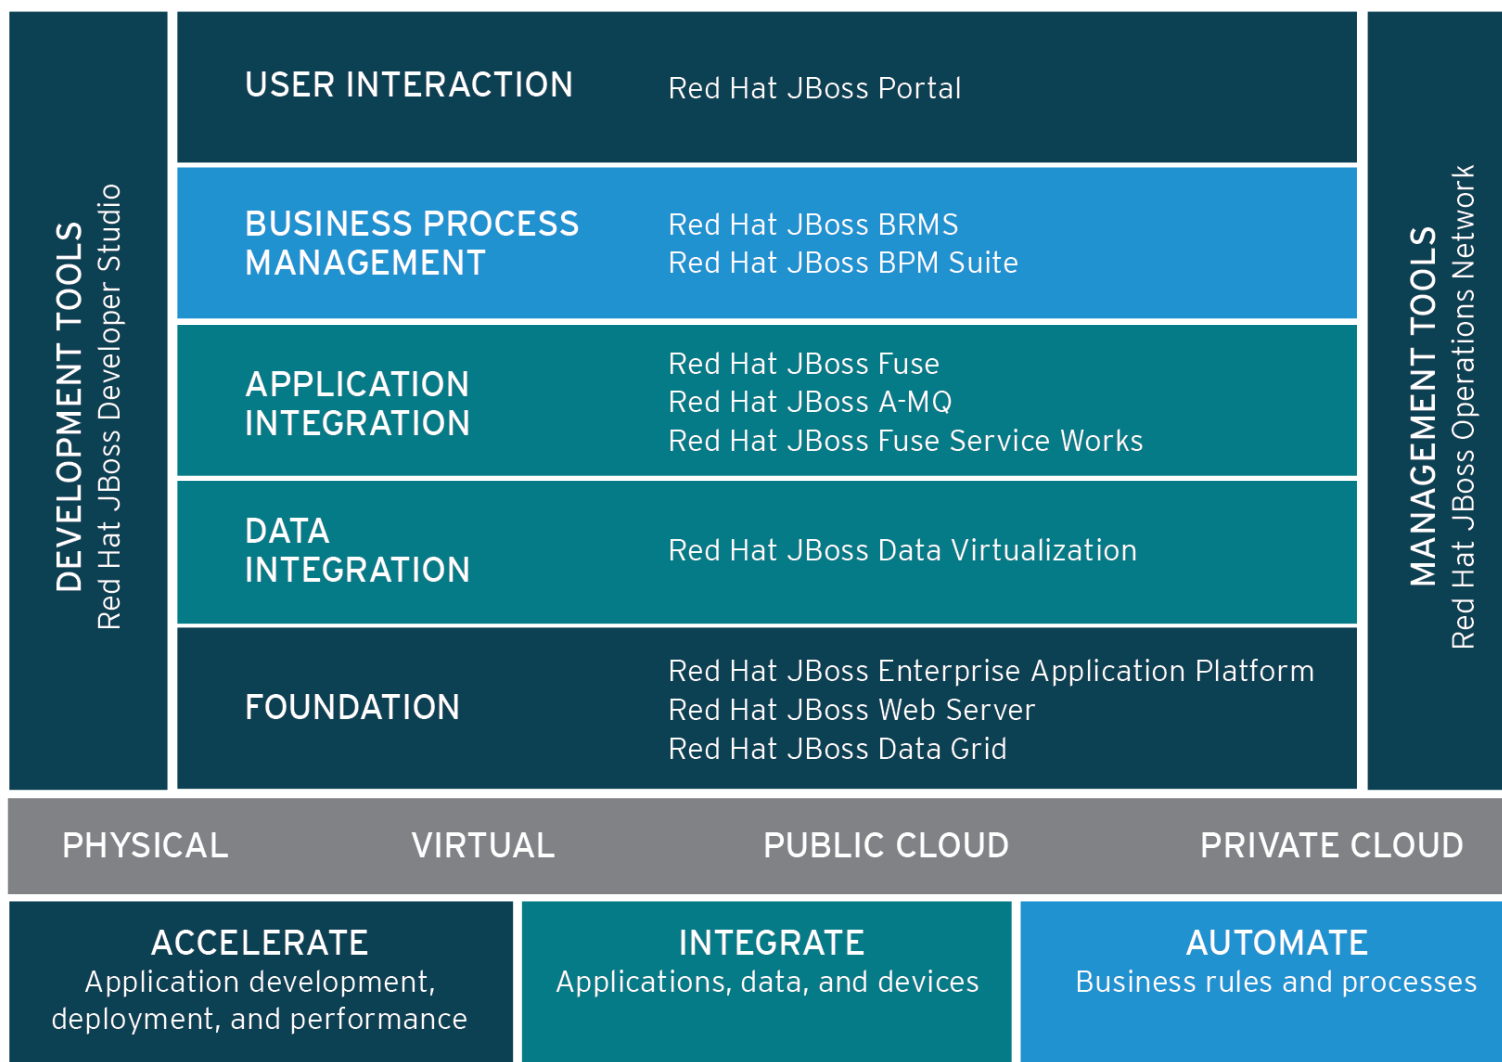 DEVELOPMENT TOOLS
Red Hat JBoss Developer Studio
USER INTERACTION
Red Hat JBoss Portal
BUSINESS PROCESS
MANAGEMENT
Red Hat JBoss BRMS
Red Hat JBoss BPM Suite
APPLICATION
INTEGRATION
Red Hat JBoss Fuse
Red Hat JBoss A-MQ
Red Hat JBoss Fuse Service Works
DATA
INTEGRATION
Red Hat JBoss Data Virtualization
FOUNDATION
Red Hat JBoss Enterprise Application Platform
Red Hat JBoss Web Server
Red Hat JBoss Data Grid
MANAGEMENT TOOLS
Red Hat JBoss Operations Network
PHYSICAL
VIRTUAL
PUBLIC CLOUD
PRIVATE CLOUD
ACCELERATE
Application development,
deployment, and performance
INTEGRATE
Applications, data, and devices
AUTOMATE
Business rules and processes